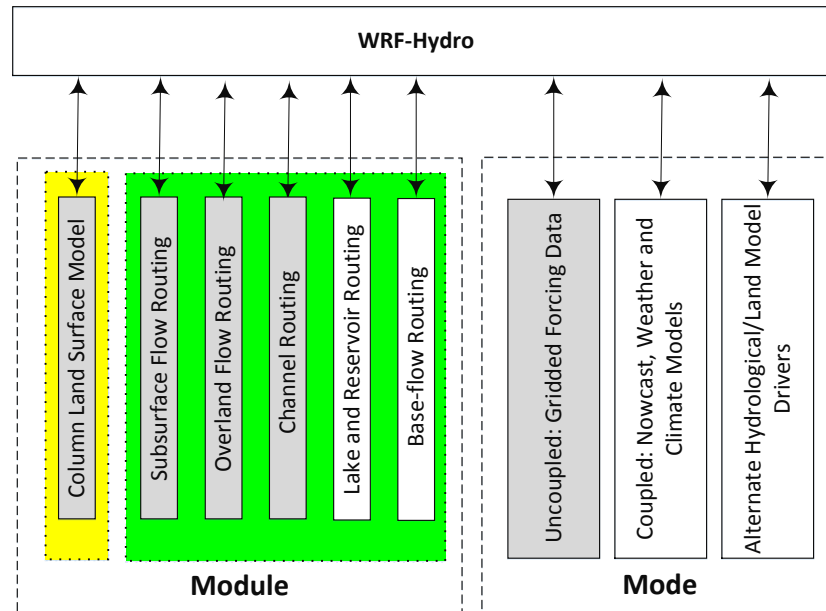 WRF-Hydro
Column Land Surface Model
Subsurface Flow Routing
Overland Flow Routing
Channel Routing
Lake and Reservoir Routing
Base-flow Routing
Module
Uncoupled: Gridded Forcing Data
Coupled: Nowcast, Weather and
Climate Models
Alternate Hydrological/Land Model
Drivers
Mode